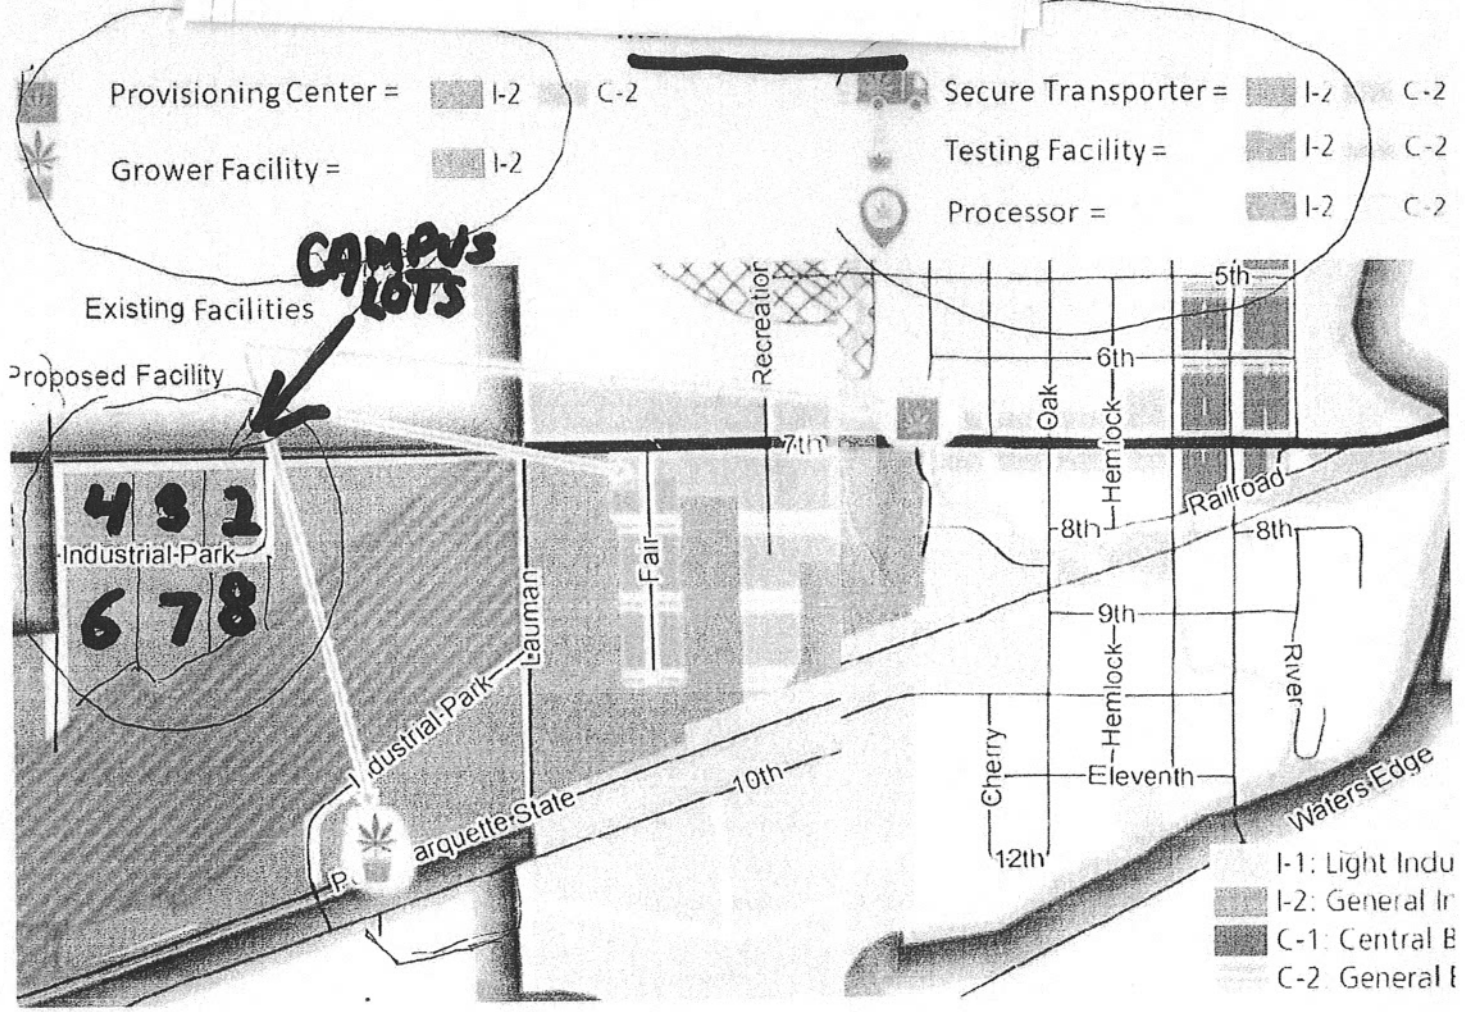 Provisioning Center = I-2 C-2
Grower Facility = I-2
Secure Transporter = I-2 C-2
Testing Facility = I-2 C-2
Processor = I-2 C-2
CAMPUS
LOTS
Existing Facilities
Proposed Facility
Recreation
5th
6th
Oak
Hemlock
7th
4 3 2
Industrial-Park
6 7 8
Lauman
Fair
Railroad
8th
8th
9th
Hemlock
River
Industrial-Park
Cherry
Eleventh
10th
arquette-State
Waters-Edge
12th
I-1: Light Indu
I-2: General Ir
C-1: Central B
C-2: General